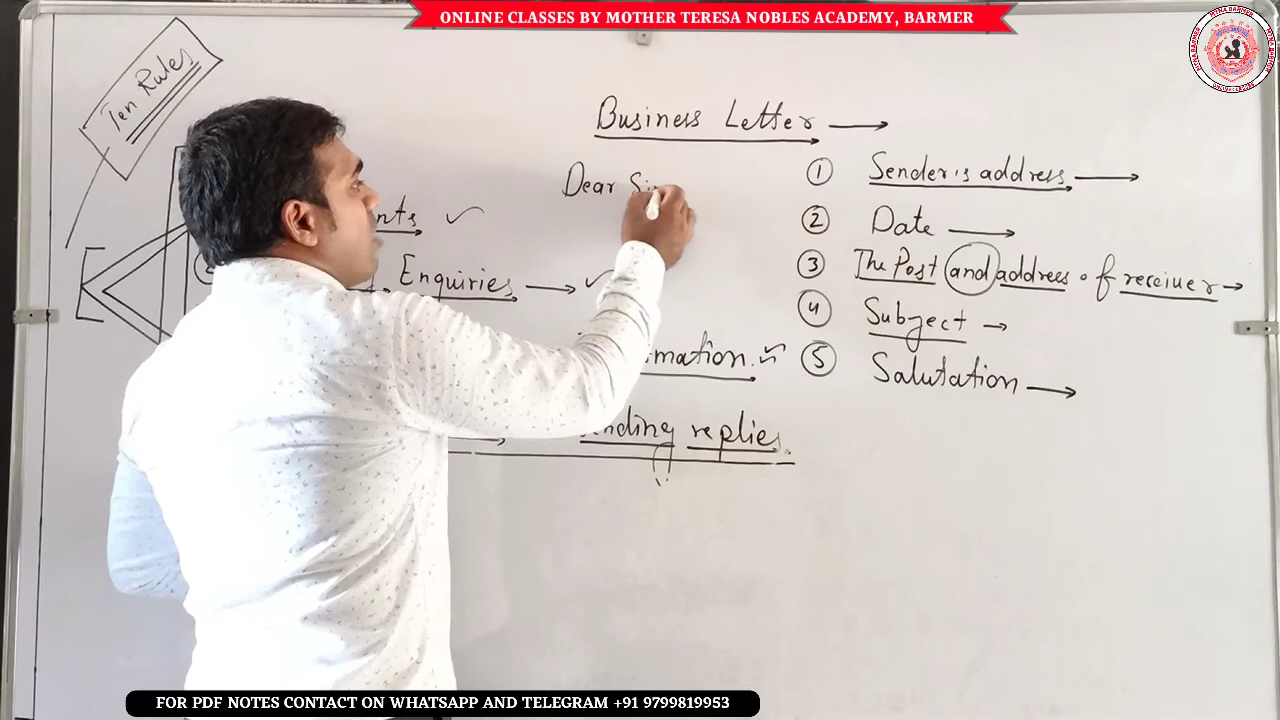 ONLINE CLASSES BY MOTHER TERESA NOBLES ACADEMY, BARMER
Ten Rules
Business Letter
Dear
Enquiries
replies.
1 Sender's address
2 Date
3 The Post and address of receiver
4 Subject
5 Salutation
FOR PDF NOTES CONTACT ON WHATSAPP AND TELEGRAM +91 9799819953